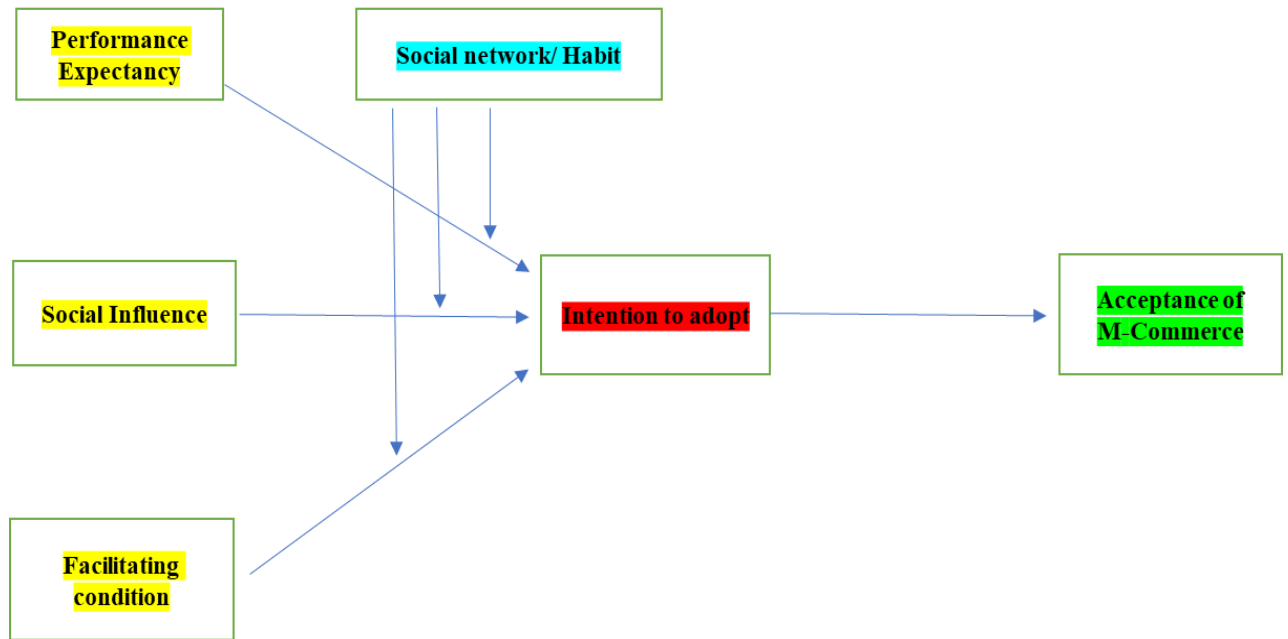 Performance
Expectancy
Social network/ Habit
Social Influence
Intention to adopt
Acceptance of
M-Commerce
Facilitating
condition